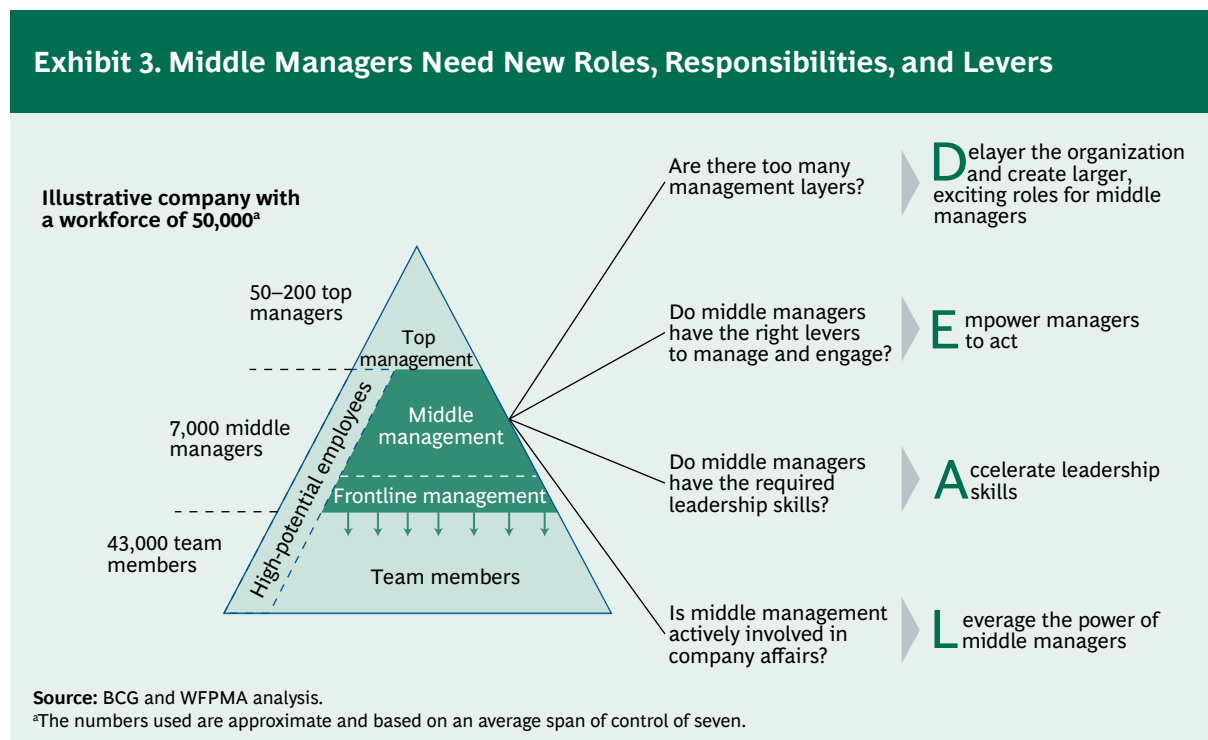 Exhibit 3. Middle Managers Need New Roles, Responsibilities, and Levers
Illustrative company with
a workforce of 50,000ᵃ
50–200 top
managers
7,000 middle
managers
43,000 team
members
Top
management
High-potential employees
Middle
management
Frontline management
Team members
Are there too many
management layers?
Delayer the organization
and create larger,
exciting roles for middle
managers
Do middle managers
have the right levers
to manage and engage?
Empower managers
to act
Do middle managers
have the required
leadership skills?
Accelerate leadership
skills
Is middle management
actively involved in
company affairs?
Leverage the power of
middle managers
Source: BCG and WFPMA analysis.
ᵃThe numbers used are approximate and based on an average span of control of seven.